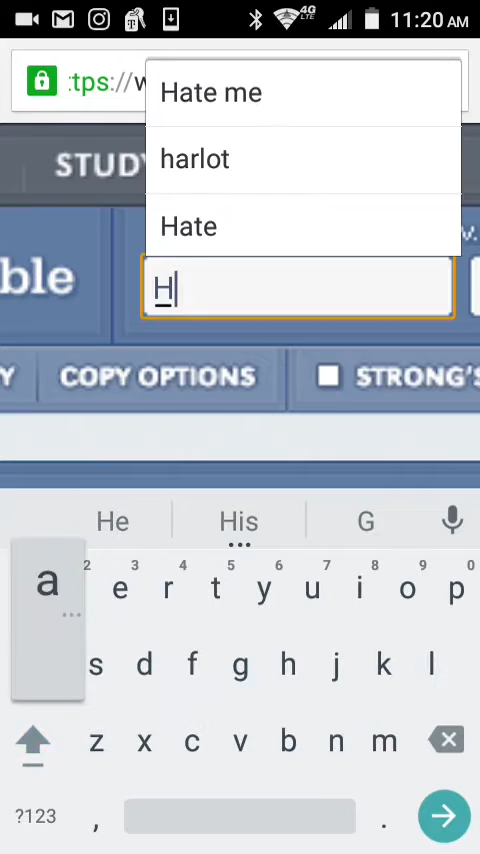 4G
LTE
11:20 AM
tps://w
Hate me
harlot
Hate
STUDY
V.
ble
H
Y
COPY OPTIONS
STRONG'S
He
His
G
a
2 3 4 5 6 7 8 9 0
e r t y u i o p
s d f g h j k l
z x c v b n m
?123 , .